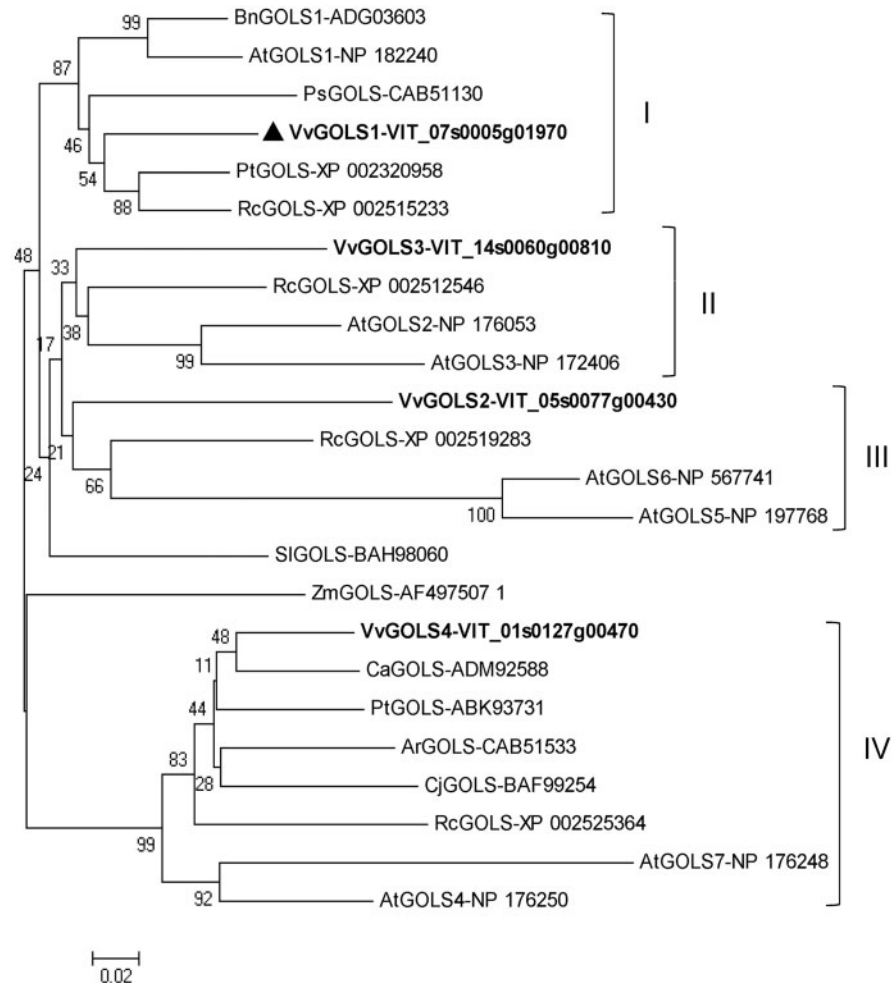 BnGOLS1-ADG03603
99
AtGOLS1-NP 182240
87
PsGOLS-CAB51130
I
VvGOLS1-VIT_07s0005g01970
46
PtGOLS-XP 002320958
54
88
RcGOLS-XP 002515233
VvGOLS3-VIT_14s0060g00810
48
33
RcGOLS-XP 002512546
II
AtGOLS2-NP 176053
38
17
99
AtGOLS3-NP 172406
VvGOLS2-VIT_05s0077g00430
RcGOLS-XP 002519283
21
III
24
66
AtGOLS6-NP 567741
100
AtGOLS5-NP 197768
SlGOLS-BAH98060
ZmGOLS-AF497507 1
VvGOLS4-VIT_01s0127g00470
48
11
CaGOLS-ADM92588
PtGOLS-ABK93731
44
ArGOLS-CAB51533
IV
83
28
CjGOLS-BAF99254
RcGOLS-XP 002525364
99
AtGOLS7-NP 176248
92
AtGOLS4-NP 176250
0.02